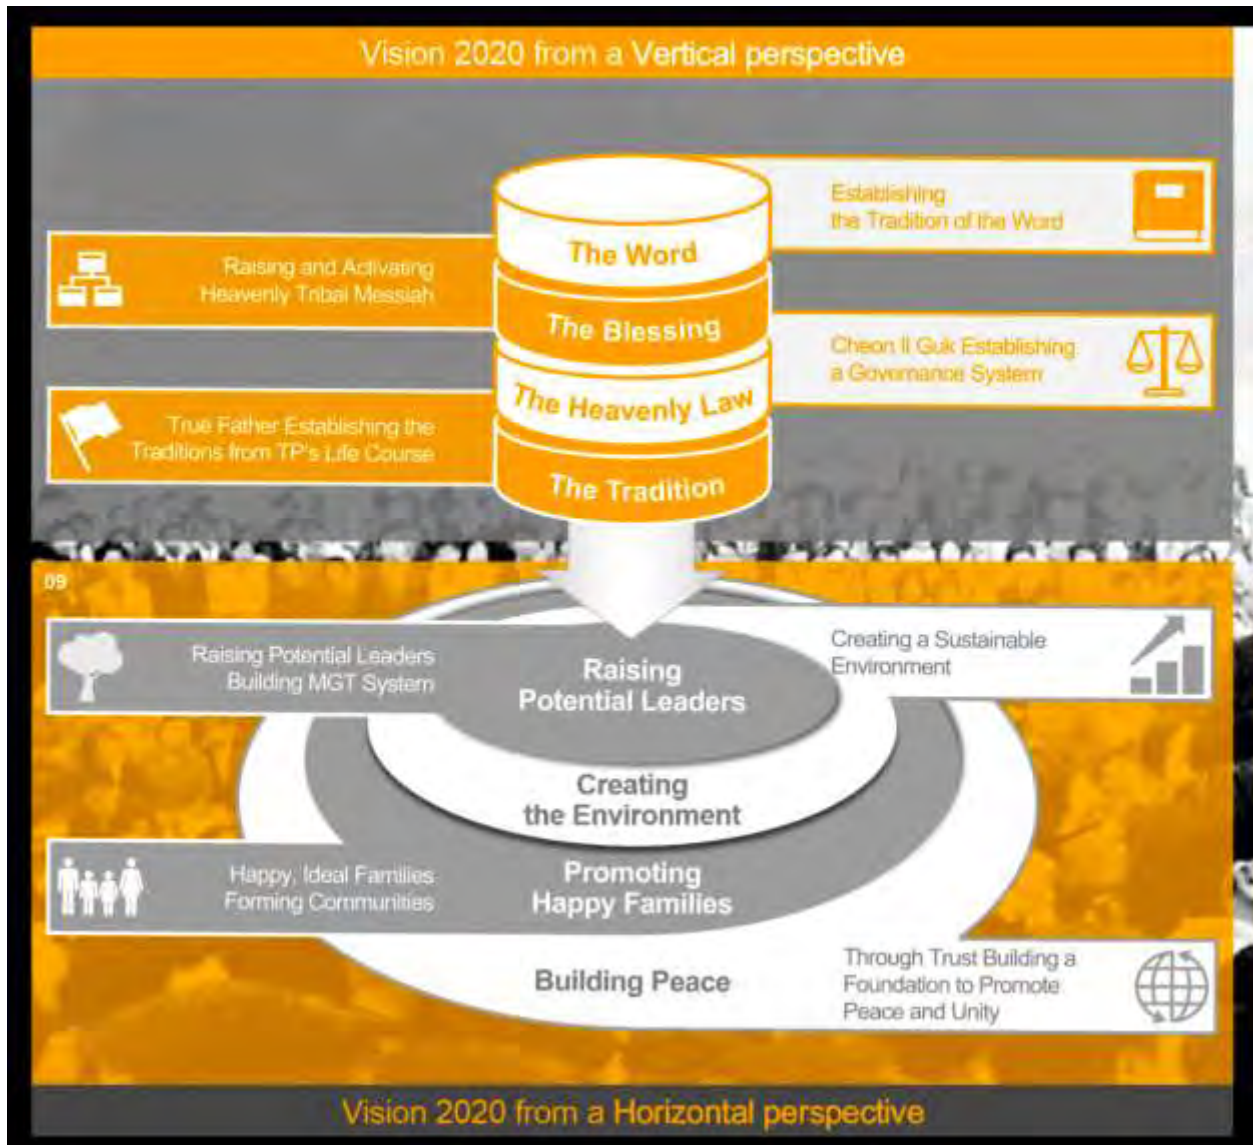 Vision 2020 from a Vertical perspective
Establishing
the Tradition of the Word
The Word
Raising and Activating
Heavenly Tribal Messiah
The Blessing
Cheon Il Guk Establishing
a Governance System
The Heavenly Law
True Father Establishing the
Traditions from TP's Life Course
The Tradition
09
Raising Potential Leaders
Building MGT System
Raising
Potential Leaders
Creating a Sustainable
Environment
Creating
the Environment
Happy, Ideal Families
Forming Communities
Promoting
Happy Families
Building Peace
Through Trust Building a
Foundation to Promote
Peace and Unity
Vision 2020 from a Horizontal perspective